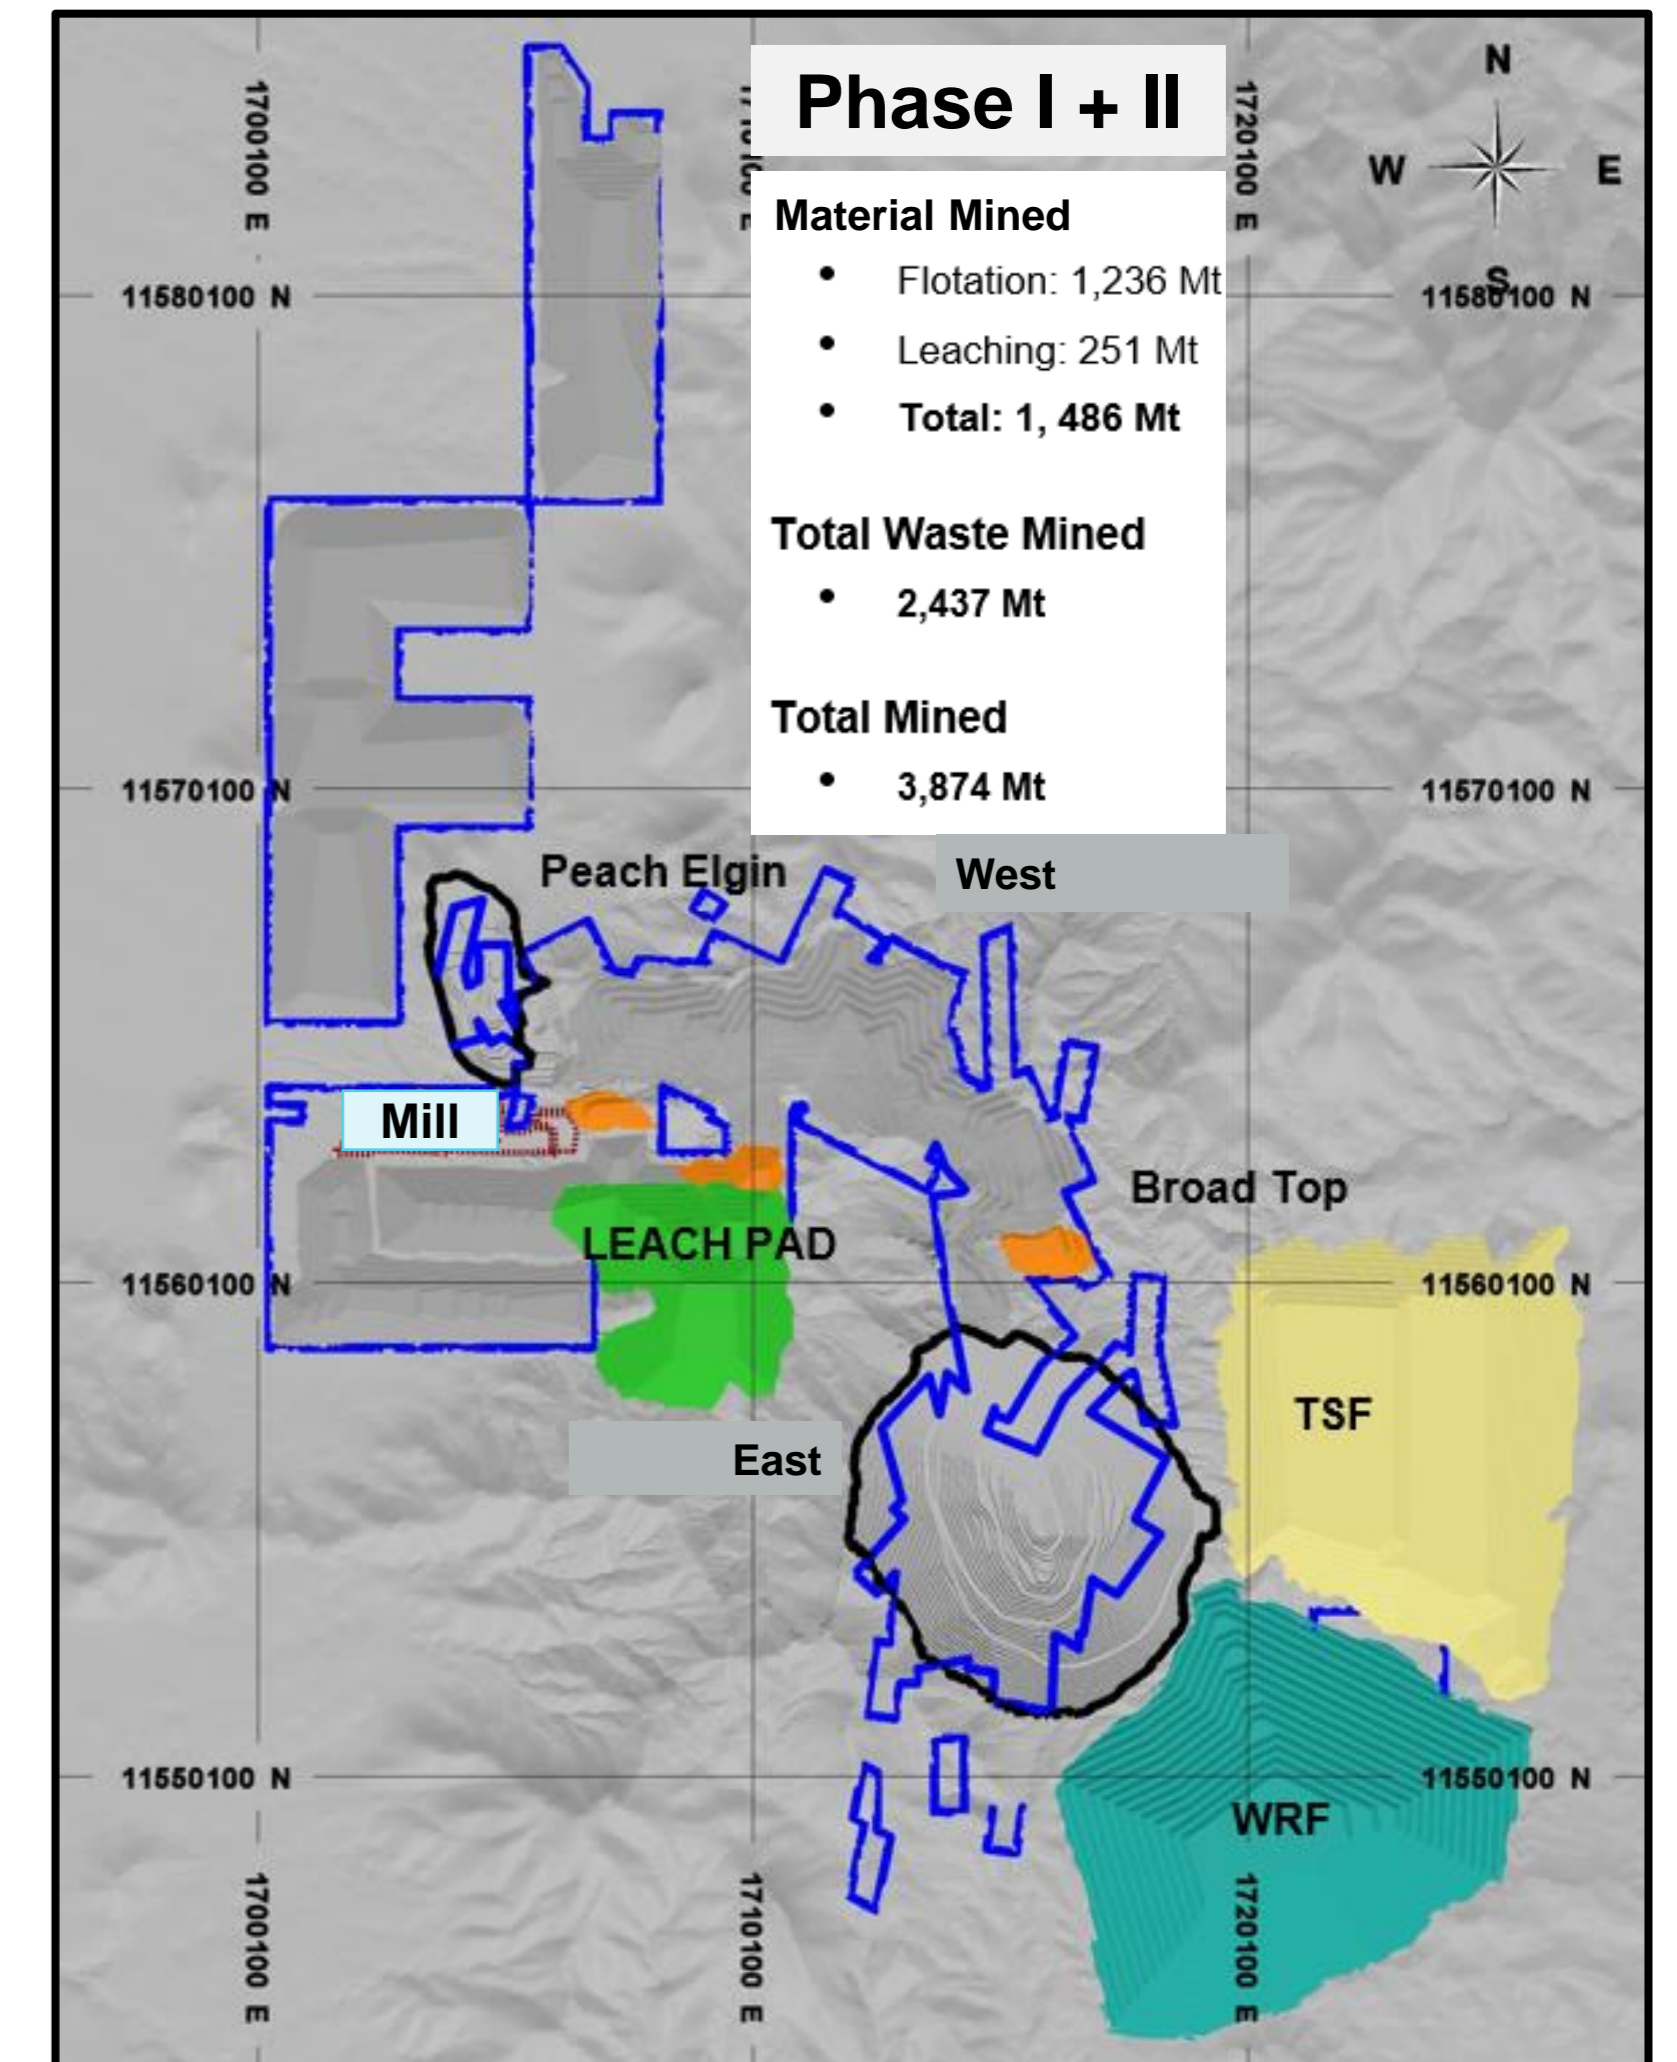 Phase I + II
N
W
E
S
1700100 E
1720100 E
Material Mined
• Flotation: 1,236 Mt
• Leaching: 251 Mt
• Total: 1, 486 Mt
11580100 N
11580100 N
Total Waste Mined
• 2,437 Mt
Total Mined
• 3,874 Mt
11570100 N
11570100 N
Peach Elgin
West
Mill
Broad Top
LEACH PAD
11560100 N
11560100 N
TSF
East
11550100 N
11550100 N
WRF
1700100 E
1710100 E
1720100 E